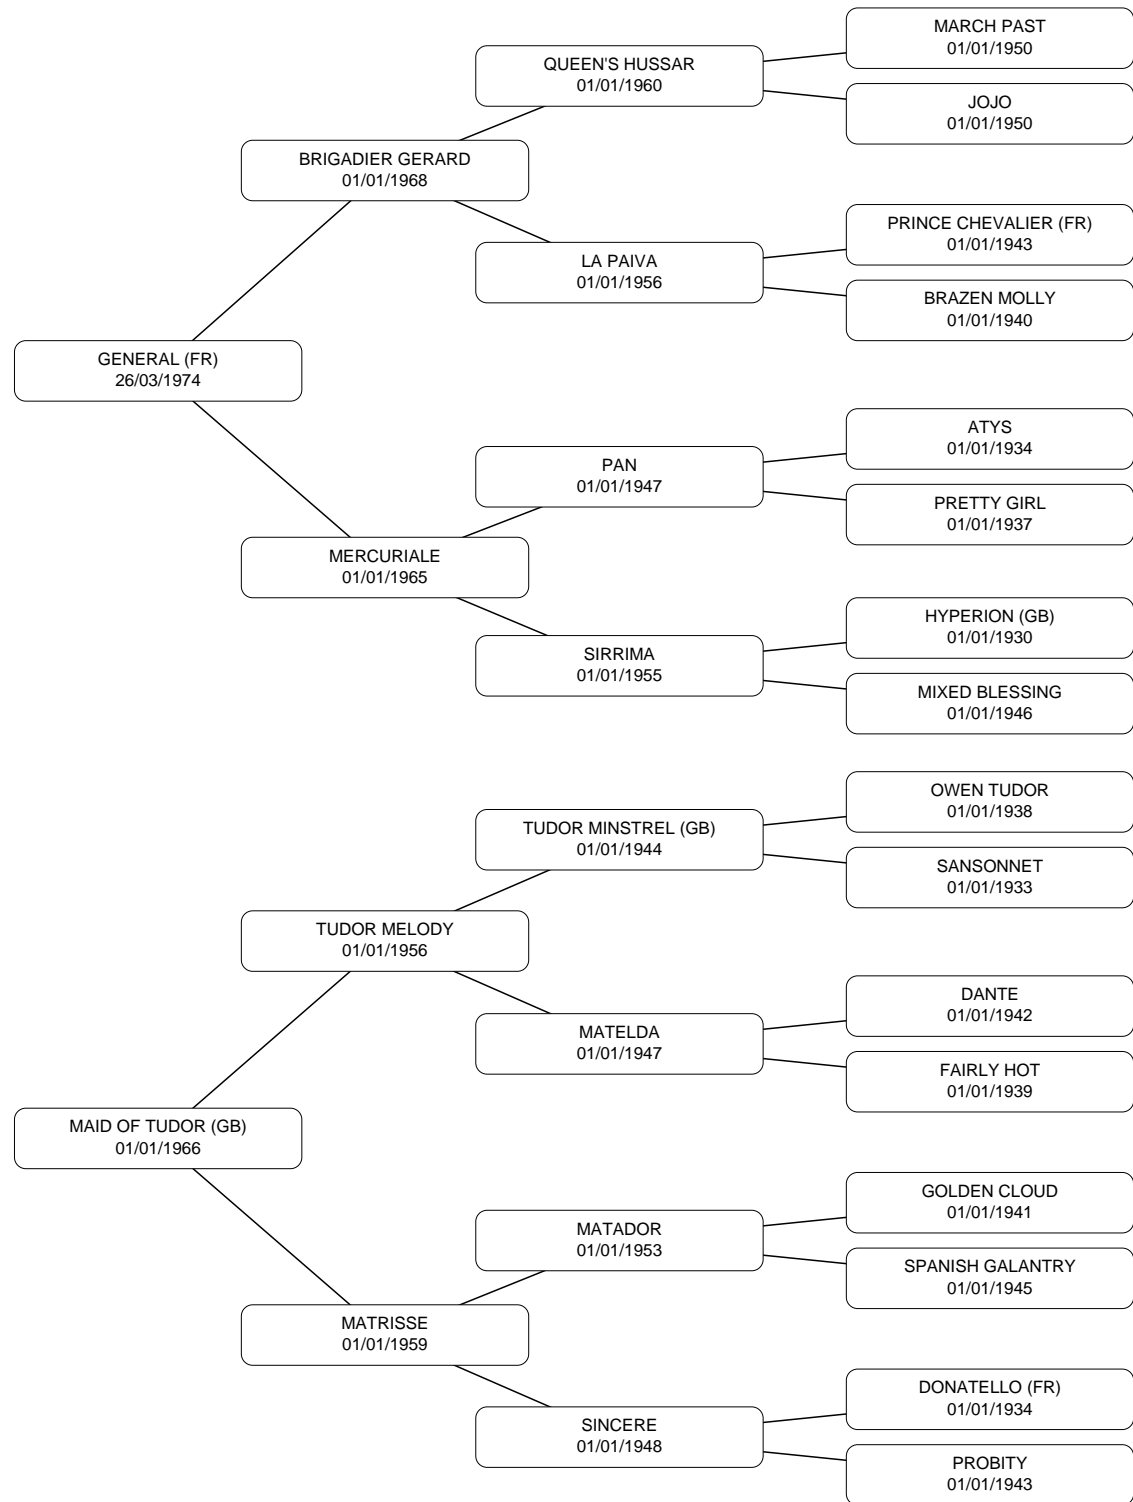 MARCH PAST
01/01/1950
QUEEN'S HUSSAR
01/01/1960
JOJO
01/01/1950
BRIGADIER GERARD
01/01/1968
PRINCE CHEVALIER (FR)
01/01/1943
LA PAIVA
01/01/1956
BRAZEN MOLLY
01/01/1940
GENERAL (FR)
26/03/1974
ATYS
01/01/1934
PAN
01/01/1947
PRETTY GIRL
01/01/1937
MERCURIALE
01/01/1965
HYPERION (GB)
01/01/1930
SIRRIMA
01/01/1955
MIXED BLESSING
01/01/1946
OWEN TUDOR
01/01/1938
TUDOR MINSTREL (GB)
01/01/1944
SANSONNET
01/01/1933
TUDOR MELODY
01/01/1956
DANTE
01/01/1942
MATELDA
01/01/1947
FAIRLY HOT
01/01/1939
MAID OF TUDOR (GB)
01/01/1966
GOLDEN CLOUD
01/01/1941
MATADOR
01/01/1953
SPANISH GALANTRY
01/01/1945
MATRISSE
01/01/1959
DONATELLO (FR)
01/01/1934
SINCERE
01/01/1948
PROBITY
01/01/1943